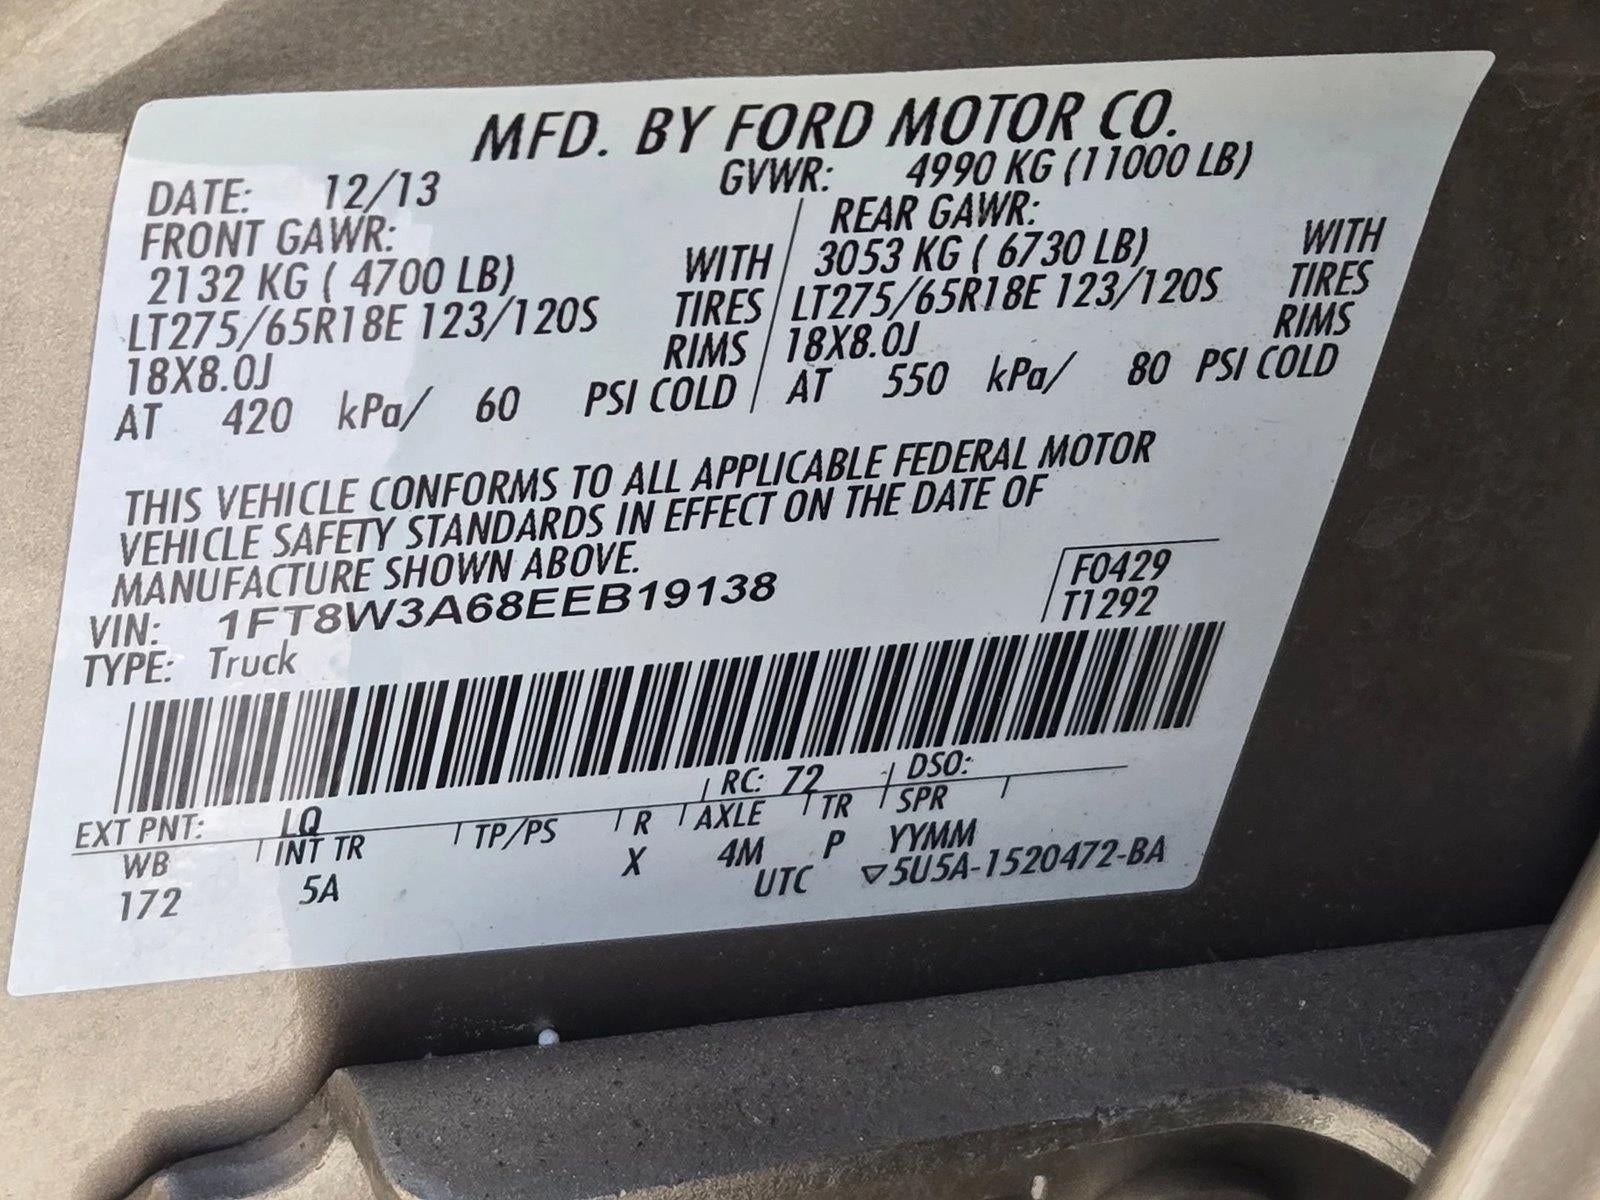 MFD. BY FORD MOTOR CO.
DATE: 12/13 GVWR: 4990 KG (11000 LB)
FRONT GAWR: REAR GAWR:
2132 KG ( 4700 LB) WITH 3053 KG ( 6730 LB) WITH
LT275/65R18E 123/120S TIRES LT275/65R18E 123/120S TIRES
18X8.0J RIMS 18X8.0J RIMS
AT 420 kPa/ 60 PSI COLD AT 550 kPa/ 80 PSI COLD
THIS VEHICLE CONFORMS TO ALL APPLICABLE FEDERAL MOTOR
VEHICLE SAFETY STANDARDS IN EFFECT ON THE DATE OF
MANUFACTURE SHOWN ABOVE.
VIN: 1FT8W3A68EEB19138 F0429
TYPE: Truck T1292
EXT PNT: LQ RC: 72 DSO:
WB INT TR TP/PS R AXLE TR SPR
172 5A X 4M P YYMM
UTC ▽5U5A-1520472-BA